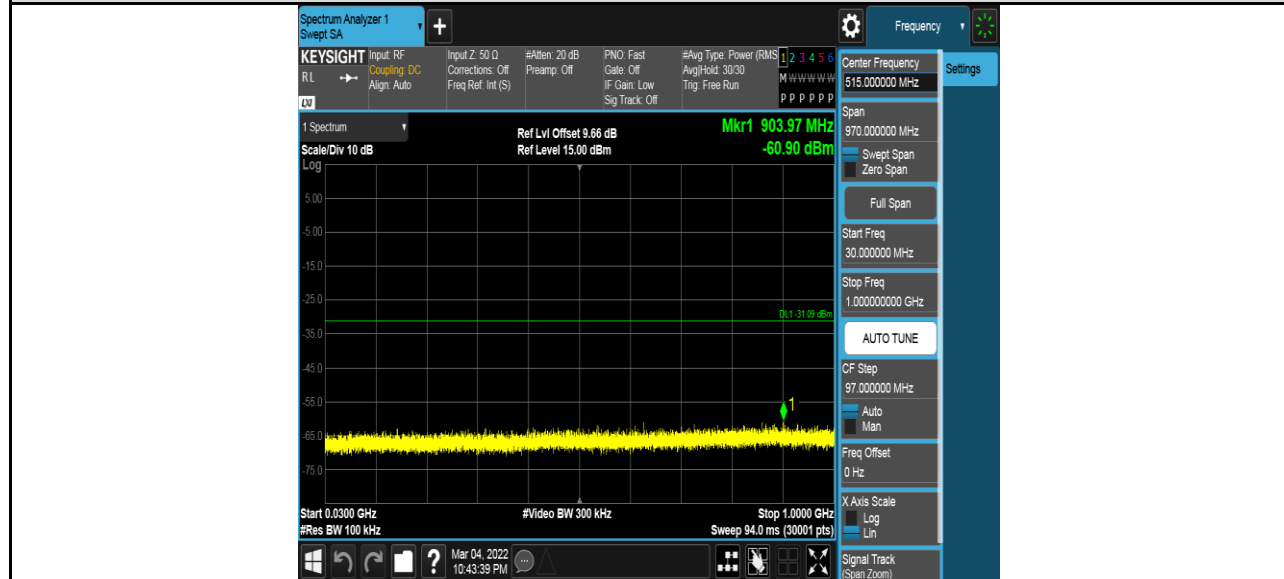 Spectrum Analyzer 1
Swept SA
+
Frequency
KEYSIGHT
RL
LXI
Input: RF
Coupling: DC
Align: Auto
Input Z: 50 Ω
Corrections: Off
Freq Ref: Int (S)
#Atten: 20 dB
Preamp: Off
PNO: Fast
Gate: Off
IF Gain: Low
Sig Track: Off
#Avg Type: Power (RMS
Avg|Hold: 30/30
Trig: Free Run
1 2 3 4 5 6
M W W W W W
P P P P P P
1 Spectrum
Scale/Div 10 dB
Log
Ref Lvl Offset 9.66 dB
Ref Level 15.00 dBm
Mkr1 903.97 MHz
-60.90 dBm
5.00
-5.00
-15.0
-25.0
DL1 -31.09 dBm
-35.0
-45.0
-55.0
1
-65.0
-75.0
Start 0.0300 GHz
#Res BW 100 kHz
#Video BW 300 kHz
Stop 1.0000 GHz
Sweep 94.0 ms (30001 pts)
?
Mar 04, 2022
10:43:39 PM
Center Frequency
515.000000 MHz
Settings
Span
970.000000 MHz
Swept Span
Zero Span
Full Span
Start Freq
30.000000 MHz
Stop Freq
1.000000000 GHz
AUTO TUNE
CF Step
97.000000 MHz
Auto
Man
Freq Offset
0 Hz
X Axis Scale
Log
Lin
Signal Track
(Span Zoom)